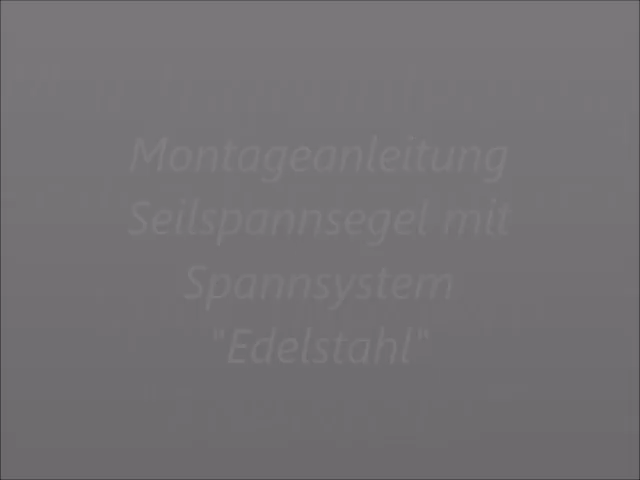 Montageanleitung
Seilspannsegel mit
Spannsystem
"Edelstahl"